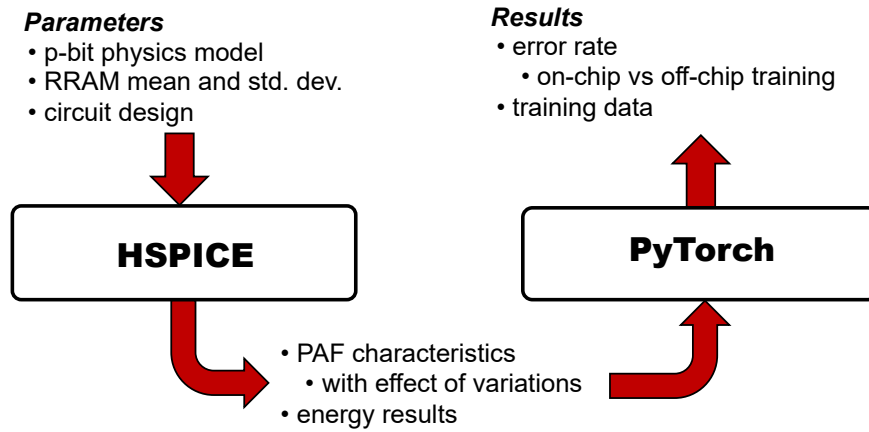 Parameters
• p-bit physics model
• RRAM mean and std. dev.
• circuit design
Results
• error rate
• on-chip vs off-chip training
• training data
HSPICE
PyTorch
• PAF characteristics
• with effect of variations
• energy results